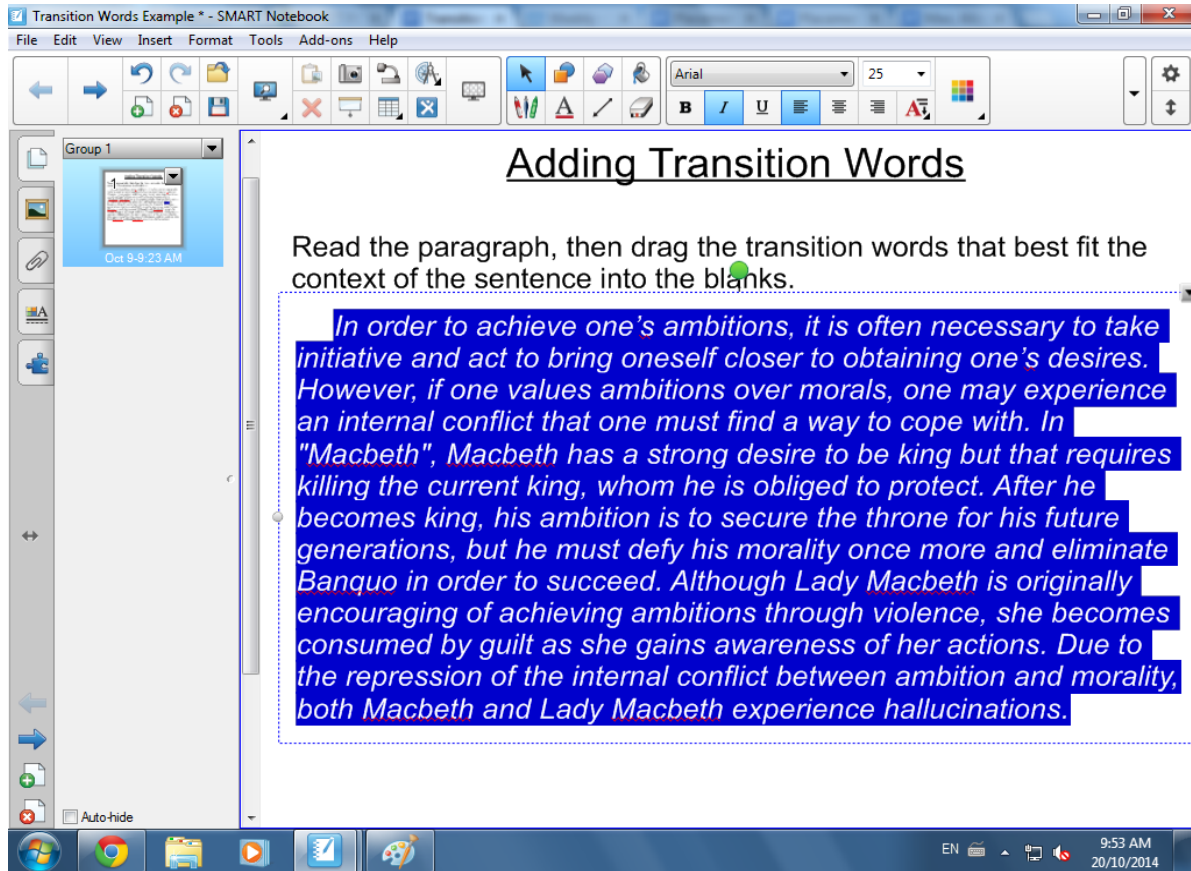 Transition Words Example * - SMART Notebook
File Edit View Insert Format Tools Add-ons Help
Arial 25
B I U A
Group 1
1
Oct 9-9:23 AM
Adding Transition Words
Read the paragraph, then drag the transition words that best fit the
context of the sentence into the blanks.
In order to achieve one’s ambitions, it is often necessary to take
initiative and act to bring oneself closer to obtaining one’s desires.
However, if one values ambitions over morals, one may experience
an internal conflict that one must find a way to cope with. In
"Macbeth", Macbeth has a strong desire to be king but that requires
killing the current king, whom he is obliged to protect. After he
becomes king, his ambition is to secure the throne for his future
generations, but he must defy his morality once more and eliminate
Banquo in order to succeed. Although Lady Macbeth is originally
encouraging of achieving ambitions through violence, she becomes
consumed by guilt as she gains awareness of her actions. Due to
the repression of the internal conflict between ambition and morality,
both Macbeth and Lady Macbeth experience hallucinations.
Auto-hide
EN
9:53 AM
20/10/2014